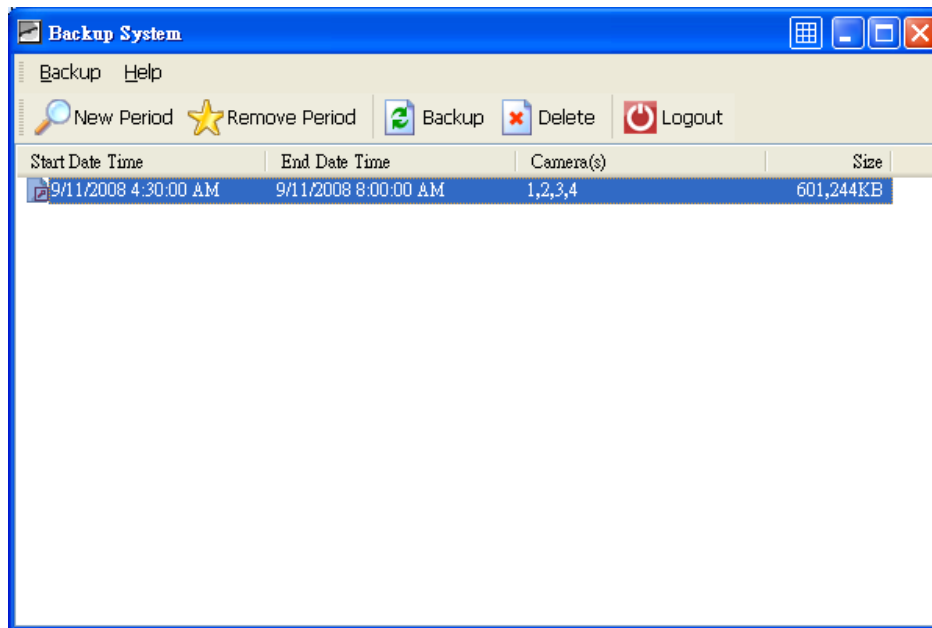 Backup System
Backup Help
New Period Remove Period Backup Delete Logout
Start Date Time End Date Time Camera(s) Size
9/11/2008 4:30:00 AM 9/11/2008 8:00:00 AM 1,2,3,4 601,244KB